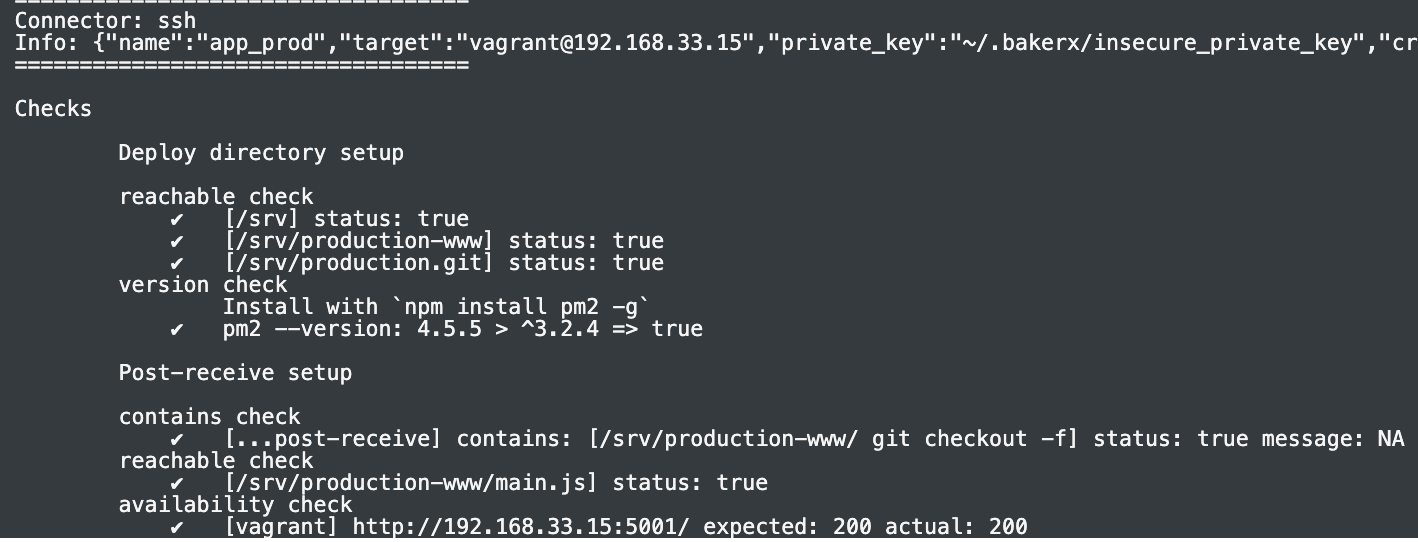 ===================================
Connector: ssh
Info: {"name":"app_prod","target":"vagrant@192.168.33.15","private_key":"~/.bakerx/insecure_private_key","cr
===================================
Checks
Deploy directory setup
reachable check
✔ [/srv] status: true
✔ [/srv/production-www] status: true
✔ [/srv/production.git] status: true
version check
Install with `npm install pm2 -g`
✔ pm2 --version: 4.5.5 > ^3.2.4 => true
Post-receive setup
contains check
✔ [...post-receive] contains: [/srv/production-www/ git checkout -f] status: true message: NA
reachable check
✔ [/srv/production-www/main.js] status: true
availability check
✔ [vagrant] http://192.168.33.15:5001/ expected: 200 actual: 200